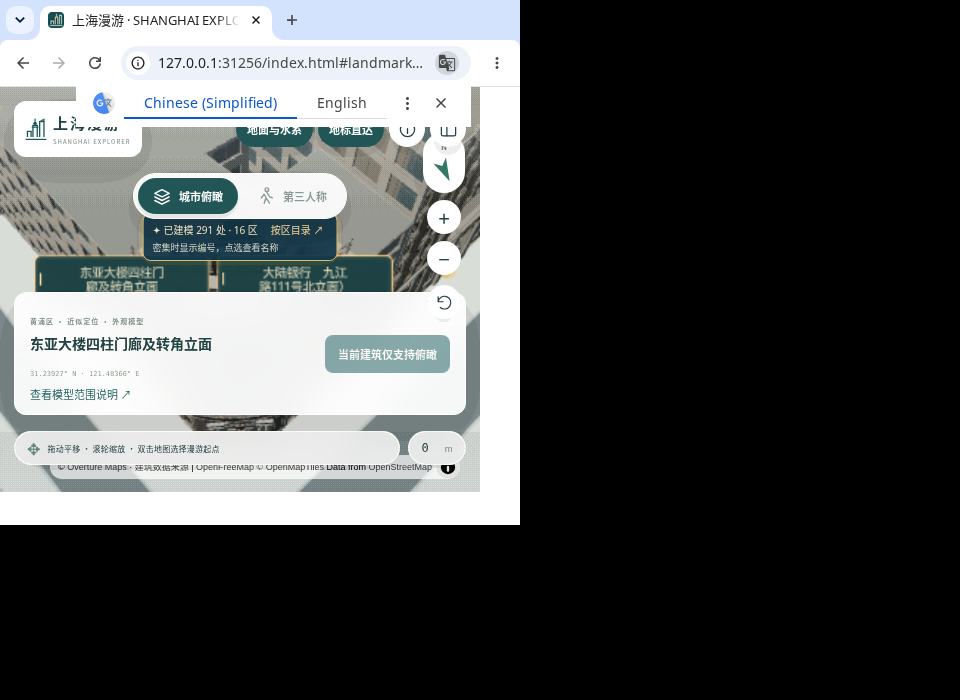 上海漫游 · SHANGHAI EXPLO
127.0.0.1:31256/index.html#landmark...
Chinese (Simplified)
English
上海漫游
SHANGHAI EXPLORER
地面与水系
地标直达
城市俯瞰
第三人称
✦ 已建模 291 处 · 16 区 按区目录 ↗
密集时显示编号，点选查看名称
东亚大楼四柱门
廊及转角立面
大陆银行 九江
路111号北立面）
黄浦区 · 近似定位 · 外观模型
东亚大楼四柱门廊及转角立面
当前建筑仅支持俯瞰
31.23927° N · 121.48366° E
查看模型范围说明 ↗
拖动平移 · 滚轮缩放 · 双击地图选择漫游起点
0 m
© Overture Maps · 建筑数据来源 | OpenFreeMap © OpenMapTiles Data from OpenStreetMap